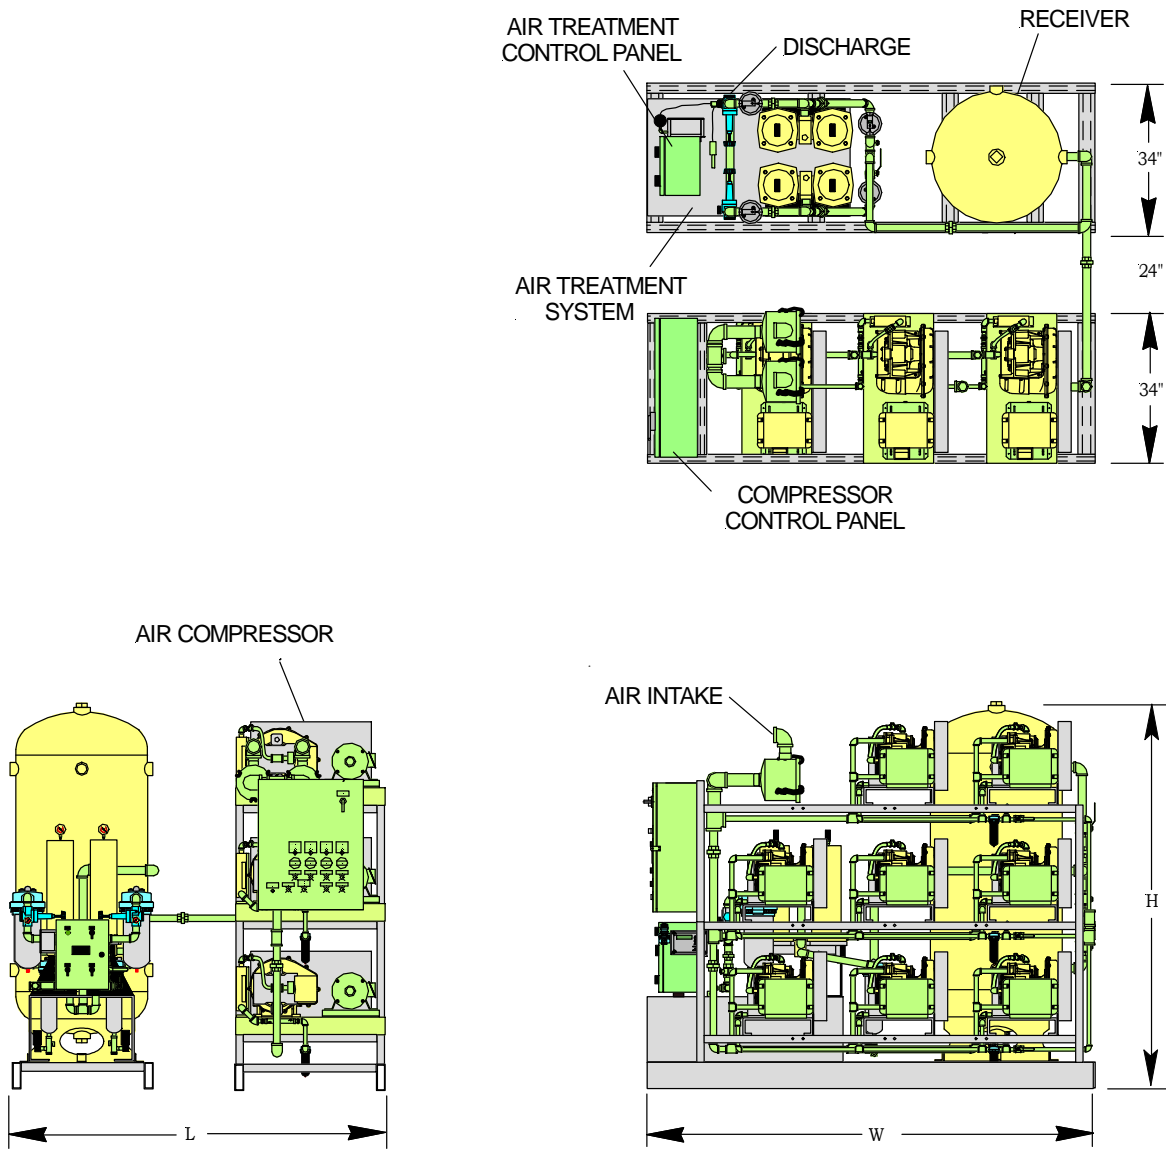 AIR TREATMENT
CONTROL PANEL
DISCHARGE
RECEIVER
34"
24"
AIR TREATMENT
SYSTEM
34"
COMPRESSOR
CONTROL PANEL
AIR COMPRESSOR
AIR INTAKE
H
L
W